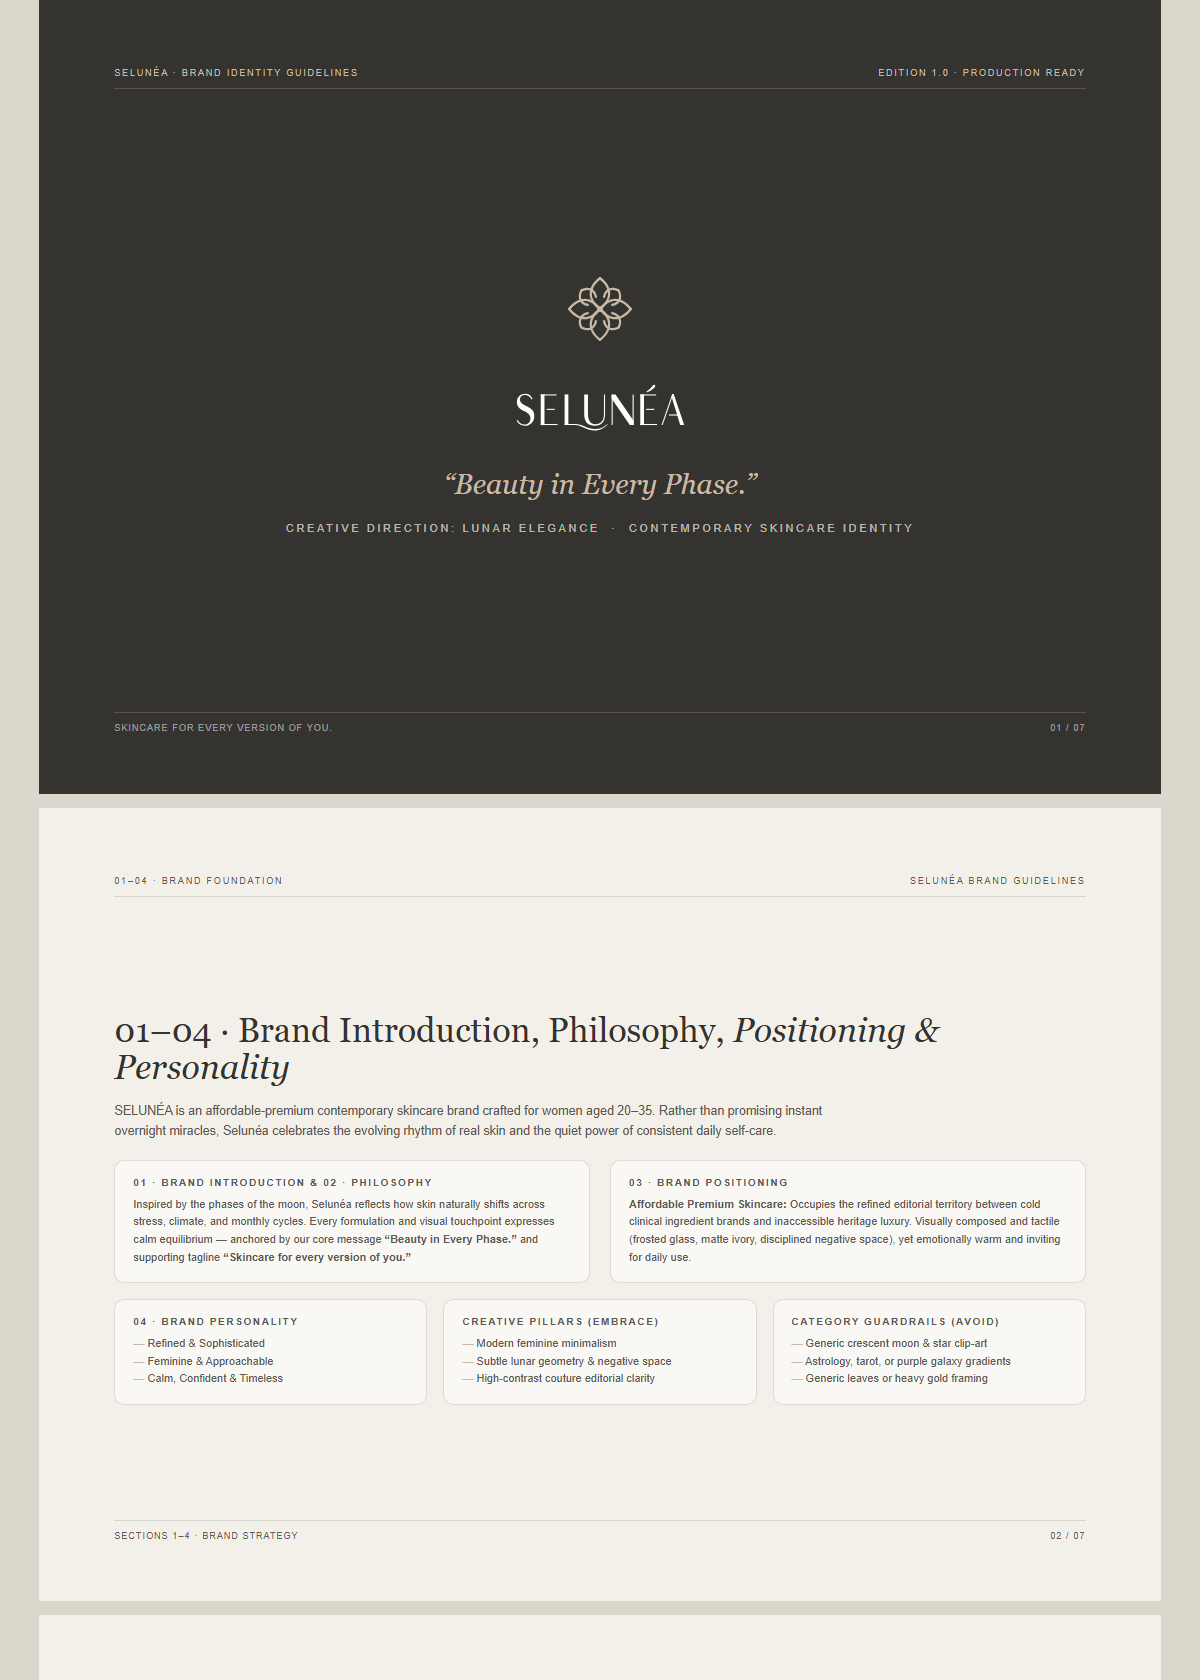 SELUNÉA · BRAND IDENTITY GUIDELINES
EDITION 1.0 · PRODUCTION READY
SELUNÉA
“Beauty in Every Phase.”
CREATIVE DIRECTION: LUNAR ELEGANCE · CONTEMPORARY SKINCARE IDENTITY
SKINCARE FOR EVERY VERSION OF YOU.
01 / 07
01–04 · BRAND FOUNDATION
SELUNÉA BRAND GUIDELINES
01–04 · Brand Introduction, Philosophy, Positioning &
Personality
SELUNÉA is an affordable-premium contemporary skincare brand crafted for women aged 20–35. Rather than promising instant
overnight miracles, Selunéa celebrates the evolving rhythm of real skin and the quiet power of consistent daily self-care.
01 · BRAND INTRODUCTION & 02 · PHILOSOPHY
Inspired by the phases of the moon, Selunéa reflects how skin naturally shifts across
stress, climate, and monthly cycles. Every formulation and visual touchpoint expresses
calm equilibrium — anchored by our core message “Beauty in Every Phase.” and
supporting tagline “Skincare for every version of you.”
03 · BRAND POSITIONING
Affordable Premium Skincare: Occupies the refined editorial territory between cold
clinical ingredient brands and inaccessible heritage luxury. Visually composed and tactile
(frosted glass, matte ivory, disciplined negative space), yet emotionally warm and inviting
for daily use.
04 · BRAND PERSONALITY
— Refined & Sophisticated
— Feminine & Approachable
— Calm, Confident & Timeless
CREATIVE PILLARS (EMBRACE)
— Modern feminine minimalism
— Subtle lunar geometry & negative space
— High-contrast couture editorial clarity
CATEGORY GUARDRAILS (AVOID)
— Generic crescent moon & star clip-art
— Astrology, tarot, or purple galaxy gradients
— Generic leaves or heavy gold framing
SECTIONS 1–4 · BRAND STRATEGY
02 / 07